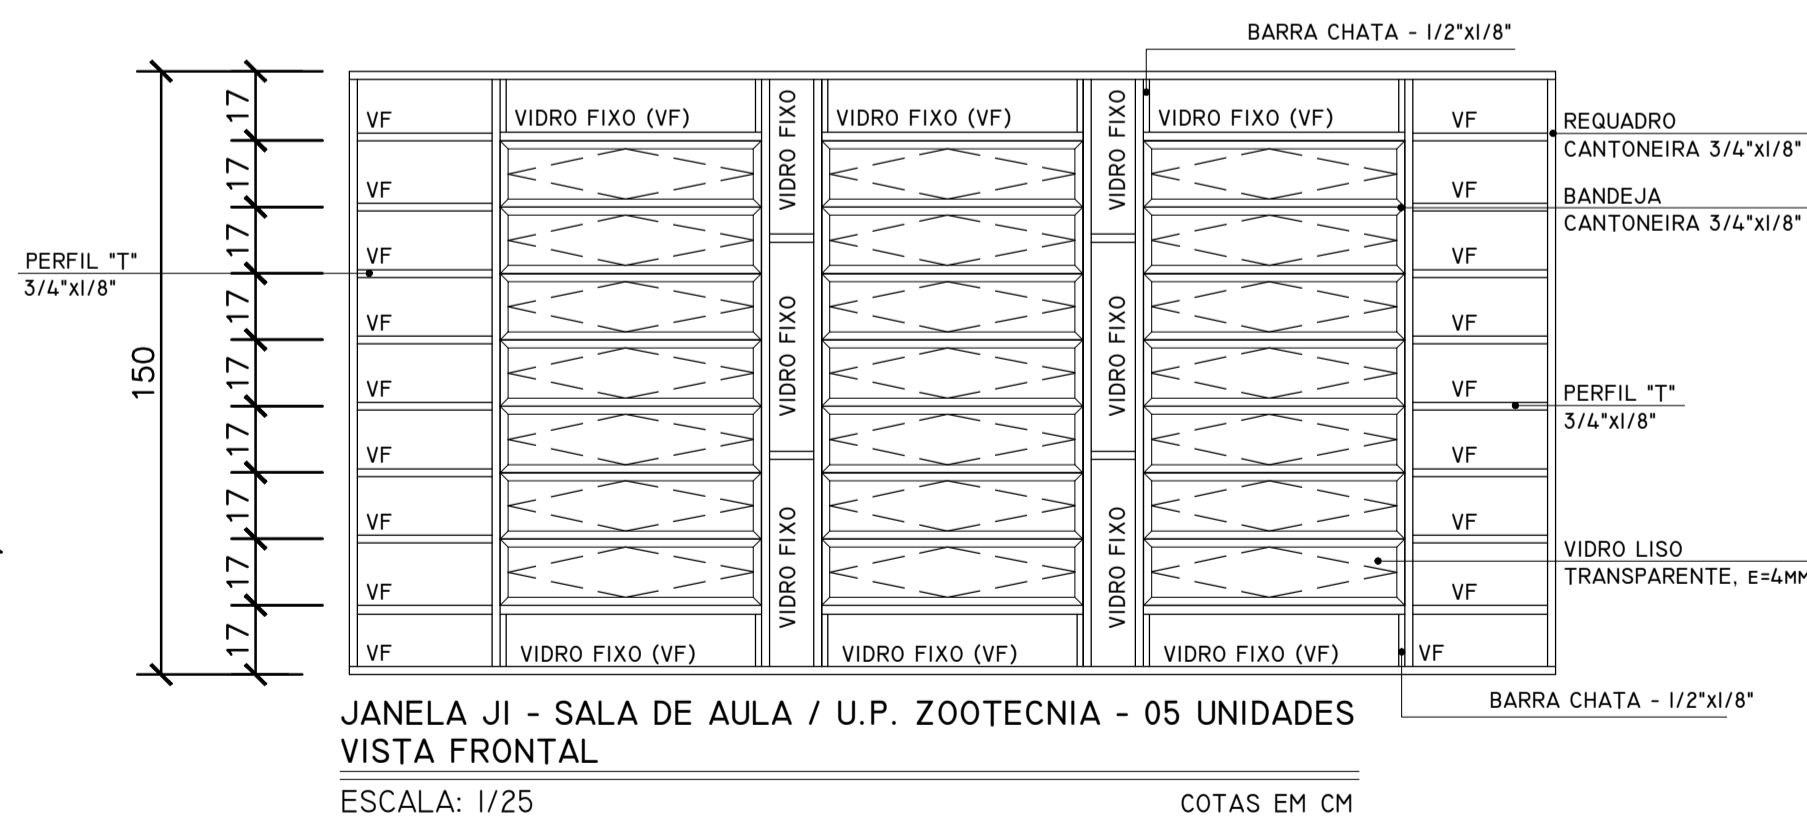 BARRA CHATA - 1/2"x1/8"
17
VF
VIDRO FIXO (VF)
VIDRO FIXO
VIDRO FIXO (VF)
VIDRO FIXO
VIDRO FIXO (VF)
VF
REQUADRO
CANTONEIRA 3/4"x1/8"
17
VF
VF
BANDEJA
CANTONEIRA 3/4"x1/8"
17
VF
VF
PERFIL "T"
3/4"x1/8"
17
VF
VIDRO FIXO
VIDRO FIXO
VF
150
17
VF
VF
PERFIL "T"
3/4"x1/8"
17
VF
VF
17
VF
VIDRO FIXO
VIDRO FIXO
VF
17
VF
VF
VIDRO LISO
TRANSPARENTE, E=4MM
17
VF
VIDRO FIXO (VF)
VIDRO FIXO (VF)
VIDRO FIXO (VF)
VF
BARRA CHATA - 1/2"x1/8"
JANELA J1 - SALA DE AULA / U.P. ZOOTECNIA - 05 UNIDADES
VISTA FRONTAL
ESCALA: 1/25
COTAS EM CM